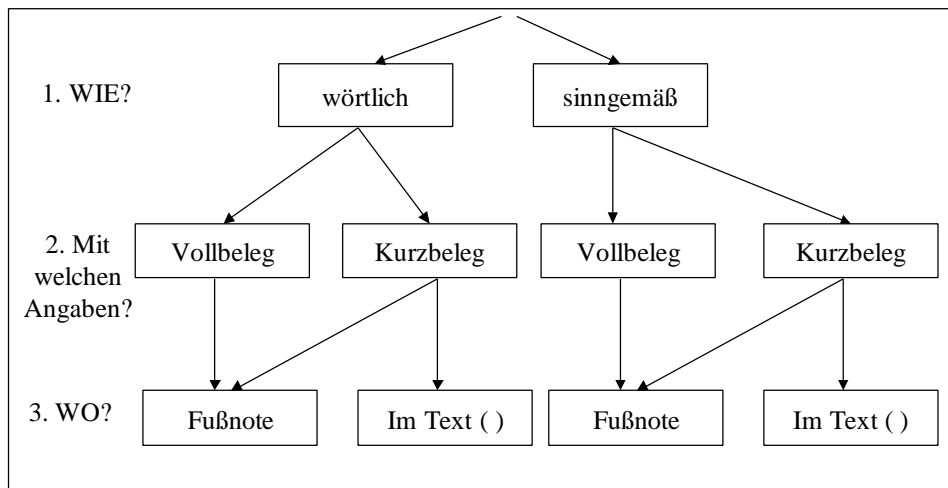 1. WIE?
wörtlich
sinngemäß
2. Mit
welchen
Angaben?
Vollbeleg
Kurzbeleg
Vollbeleg
Kurzbeleg
3. WO?
Fußnote
Im Text ( )
Fußnote
Im Text ( )